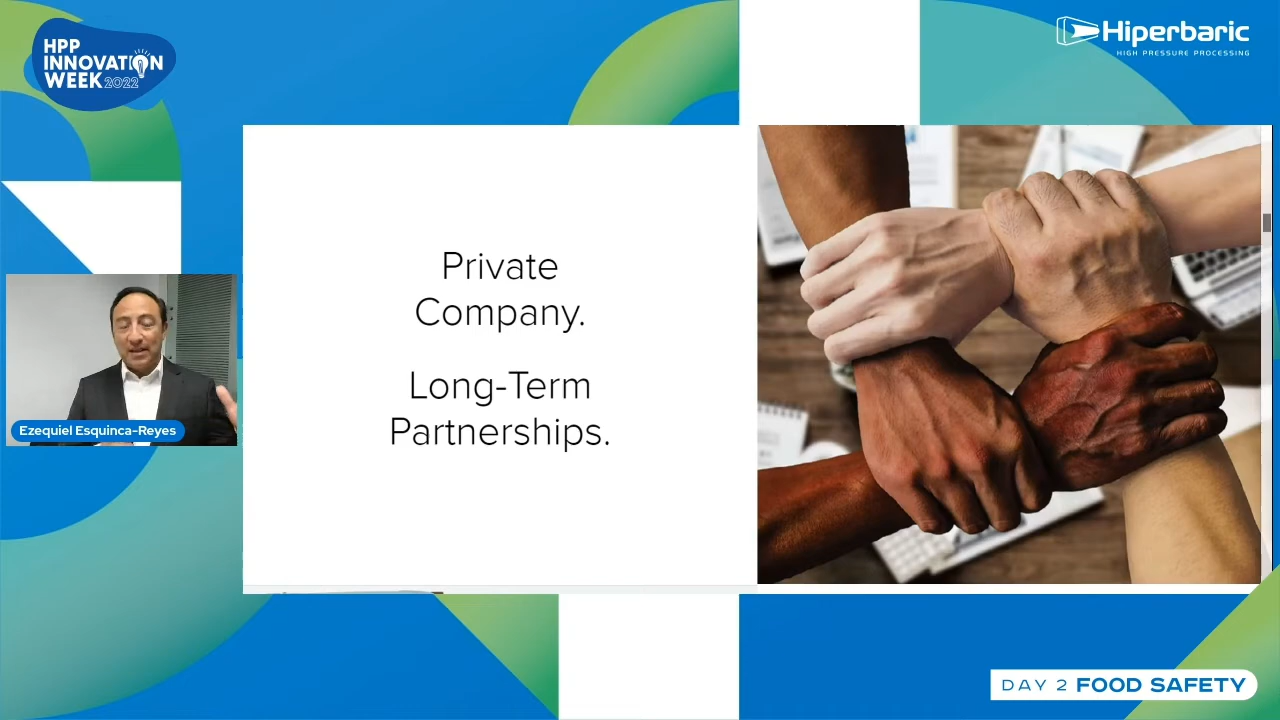 HPP
INNOVATION
WEEK 2022
Hiperbaric
HIGH PRESSURE PROCESSING
Private
Company.
Long-Term
Partnerships.
Ezequiel Esquinca-Reyes
DAY 2 FOOD SAFETY